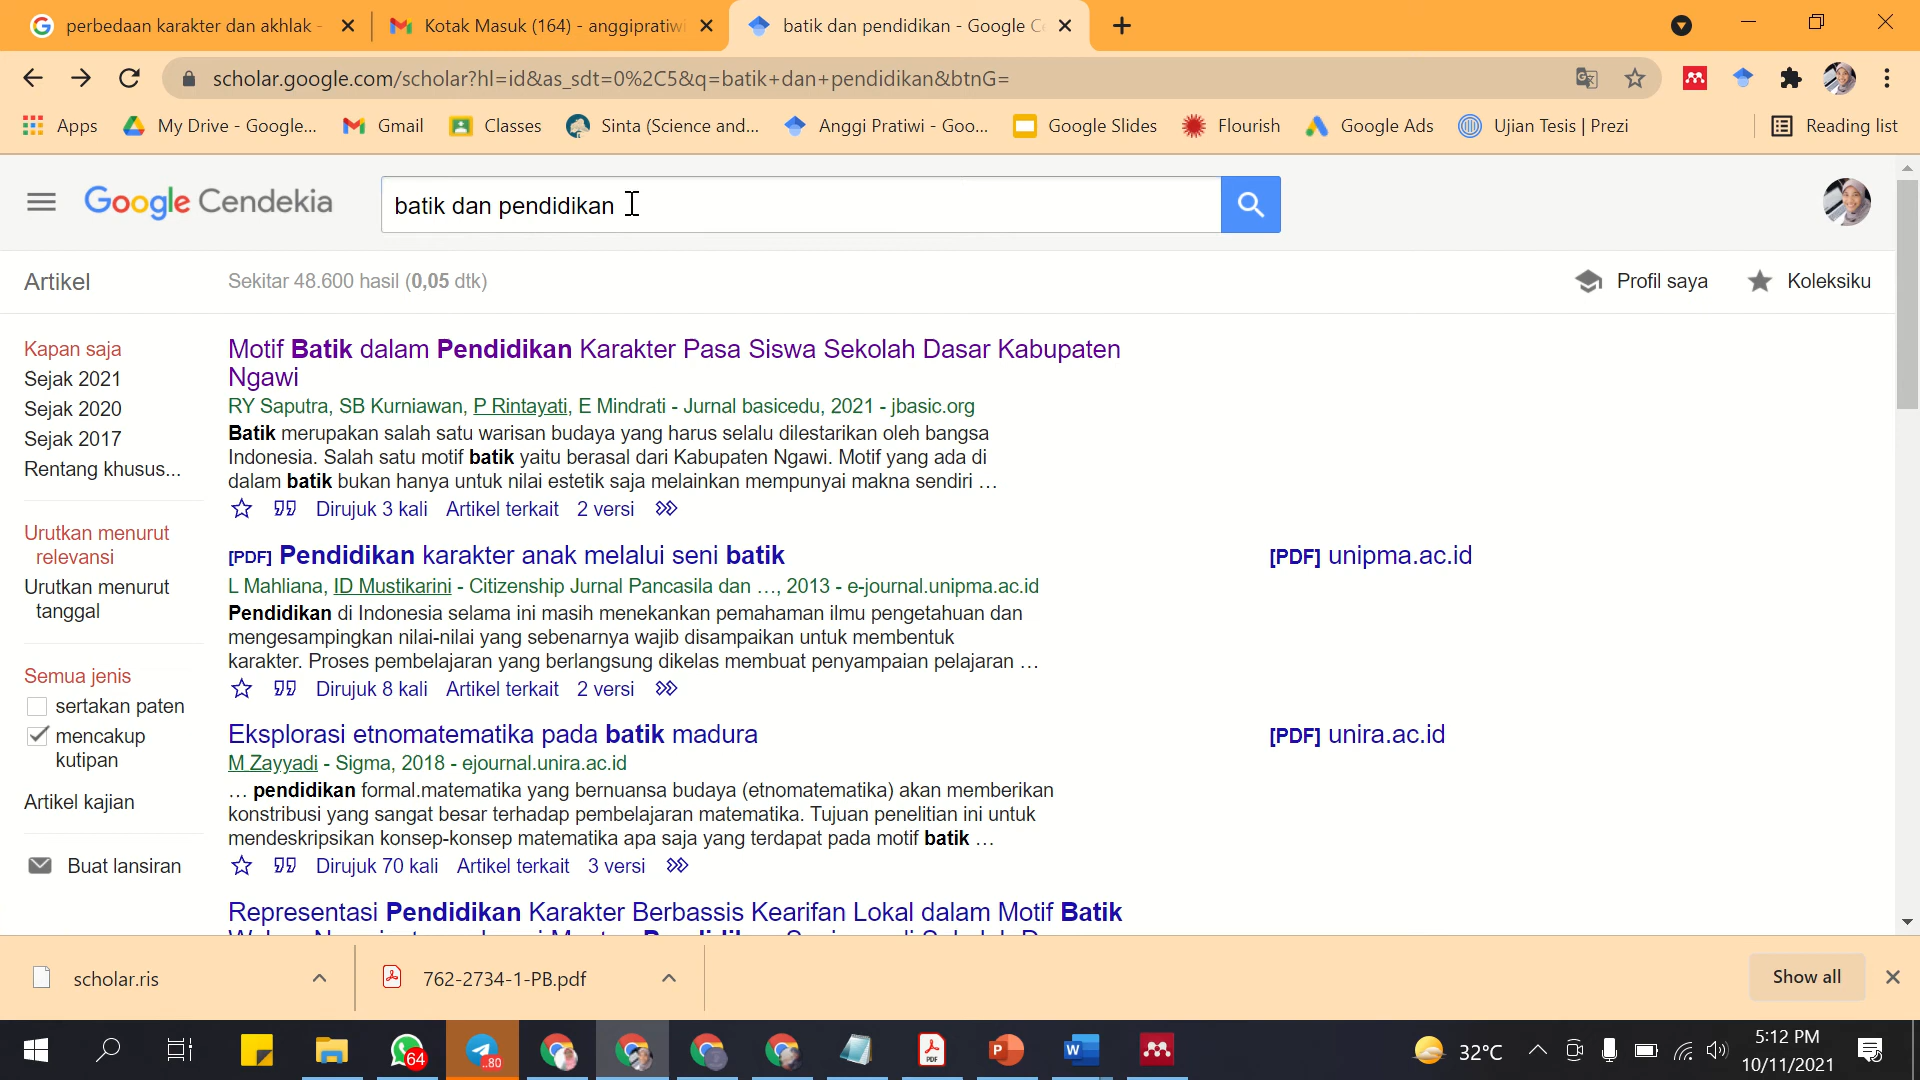 perbedaan karakter dan akhlak -
Kotak Masuk (164) - anggipratiwi
batik dan pendidikan - Google C
scholar.google.com/scholar?hl=id&as_sdt=0%2C5&q=batik+dan+pendidikan&btnG=
Apps
My Drive - Google...
Gmail
Classes
Sinta (Science and...
Anggi Pratiwi - Goo...
Google Slides
Flourish
Google Ads
Ujian Tesis | Prezi
Reading list
Google Cendekia
batik dan pendidikan
Artikel
Sekitar 48.600 hasil (0,05 dtk)
Profil saya
Koleksiku
Kapan saja
Sejak 2021
Sejak 2020
Sejak 2017
Rentang khusus...
Urutkan menurut
relevansi
Urutkan menurut
tanggal
Semua jenis
sertakan paten
mencakup
kutipan
Artikel kajian
Buat lansiran
Motif Batik dalam Pendidikan Karakter Pasa Siswa Sekolah Dasar Kabupaten
Ngawi
RY Saputra, SB Kurniawan, P Rintayati, E Mindrati - Jurnal basicedu, 2021 - jbasic.org
Batik merupakan salah satu warisan budaya yang harus selalu dilestarikan oleh bangsa
Indonesia. Salah satu motif batik yaitu berasal dari Kabupaten Ngawi. Motif yang ada di
dalam batik bukan hanya untuk nilai estetik saja melainkan mempunyai makna sendiri …
Dirujuk 3 kali Artikel terkait 2 versi
[PDF] Pendidikan karakter anak melalui seni batik
[PDF] unipma.ac.id
L Mahliana, ID Mustikarini - Citizenship Jurnal Pancasila dan …, 2013 - e-journal.unipma.ac.id
Pendidikan di Indonesia selama ini masih menekankan pemahaman ilmu pengetahuan dan
mengesampingkan nilai-nilai yang sebenarnya wajib disampaikan untuk membentuk
karakter. Proses pembelajaran yang berlangsung dikelas membuat penyampaian pelajaran …
Dirujuk 8 kali Artikel terkait 2 versi
Eksplorasi etnomatematika pada batik madura
[PDF] unira.ac.id
M Zayyadi - Sigma, 2018 - ejournal.unira.ac.id
… pendidikan formal.matematika yang bernuansa budaya (etnomatematika) akan memberikan
konstribusi yang sangat besar terhadap pembelajaran matematika. Tujuan penelitian ini untuk
mendeskripsikan konsep-konsep matematika apa saja yang terdapat pada motif batik …
Dirujuk 70 kali Artikel terkait 3 versi
Representasi Pendidikan Karakter Berbassis Kearifan Lokal dalam Motif Batik
scholar.ris
762-2734-1-PB.pdf
Show all
64
..80
32°C
5:12 PM
10/11/2021